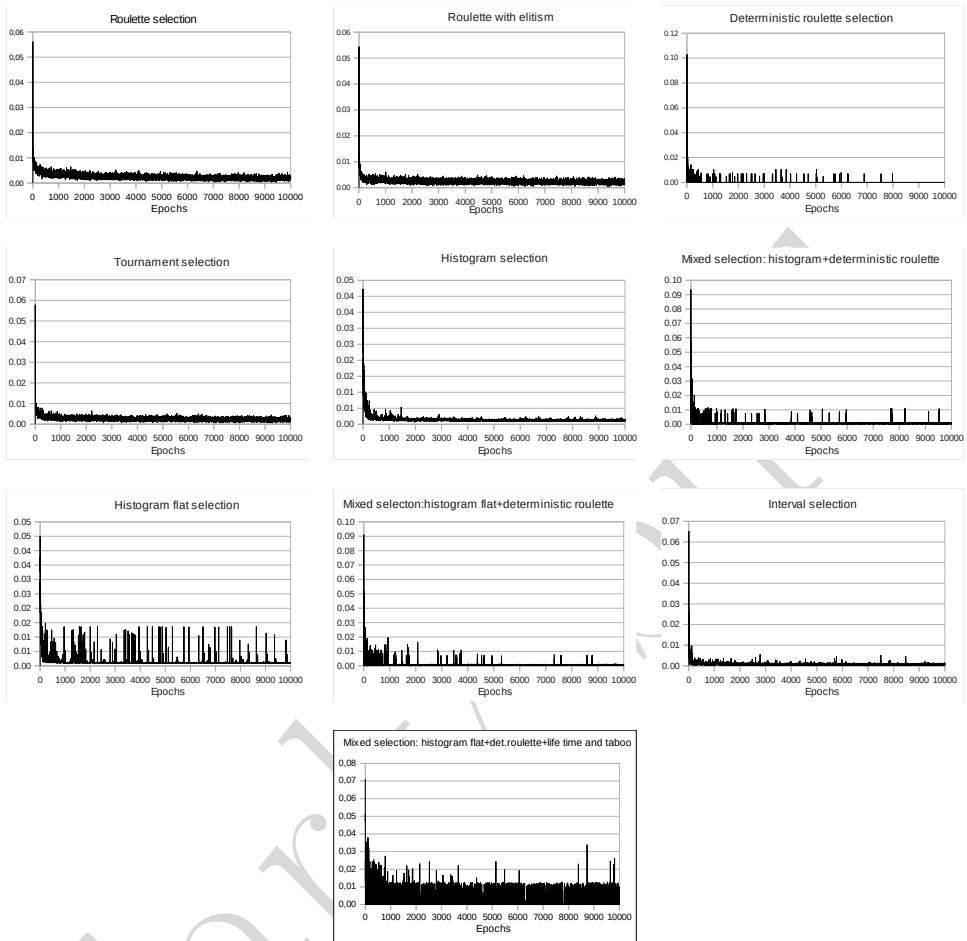 Roulette selection
0,06
0,05
0,04
0,03
0,02
0,01
0,00
0 1000 2000 3000 4000 5000 6000 7000 8000 9000 10000
Epochs
Roulette with elitism
0.06
0.05
0.04
0.03
0.02
0.01
0.00
0 1000 2000 3000 4000 5000 6000 7000 8000 9000 10000
Epochs
Deterministic roulette selection
0.12
0.10
0.08
0.06
0.04
0.02
0.00
0 1000 2000 3000 4000 5000 6000 7000 8000 9000 10000
Epochs
Tournament selection
0.07
0.06
0.05
0.04
0.03
0.02
0.01
0.00
0 1000 2000 3000 4000 5000 6000 7000 8000 9000 10000
Epochs
Histogram selection
0.05
0.04
0.04
0.03
0.03
0.02
0.02
0.01
0.01
0.00
0 1000 2000 3000 4000 5000 6000 7000 8000 9000 10000
Epochs
Mixed selection: histogram+deterministic roulette
0.10
0.09
0.08
0.07
0.06
0.05
0.04
0.03
0.02
0.01
0.00
0 1000 2000 3000 4000 5000 6000 7000 8000 9000 10000
Epochs
Histogram flat selection
0.05
0.05
0.04
0.04
0.03
0.03
0.02
0.02
0.01
0.01
0.00
0 1000 2000 3000 4000 5000 6000 7000 8000 9000 10000
Epochs
Mixed selecton:histogram flat+deterministic roulette
0.10
0.09
0.08
0.07
0.06
0.05
0.04
0.03
0.02
0.01
0.00
0 1000 2000 3000 4000 5000 6000 7000 8000 9000 10000
Epochs
Interval selection
0.07
0.06
0.05
0.04
0.03
0.02
0.01
0.00
0 1000 2000 3000 4000 5000 6000 7000 8000 9000 10000
Epochs
Mixed selection: histogram flat+det.roulette+life time and taboo
0,08
0,07
0,06
0,05
0,04
0,03
0,02
0,01
0,00
0 1000 2000 3000 4000 5000 6000 7000 8000 9000 10000
Epochs